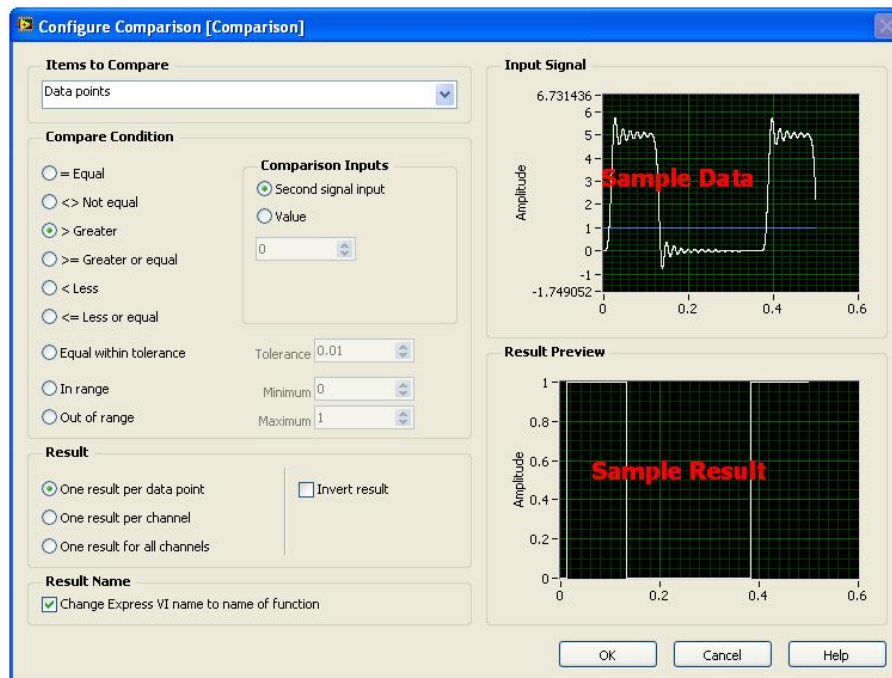 Configure Comparison [Comparison]
Items to Compare
Data points
Compare Condition
= Equal
<> Not equal
> Greater
>= Greater or equal
< Less
<= Less or equal
Equal within tolerance
In range
Out of range
Comparison Inputs
Second signal input
Value
0
Tolerance 0.01
Minimum 0
Maximum 1
Result
One result per data point
One result per channel
One result for all channels
Invert result
Result Name
Change Express VI name to name of function
Input Signal
6.731436
6
5
4
3
2
1
0
-1
-1.749052
Amplitude
Sample Data
0 0.2 0.4 0.6
Result Preview
1
0.8
0.6
0.4
0.2
0
Amplitude
Sample Result
0 0.2 0.4 0.6
OK Cancel Help